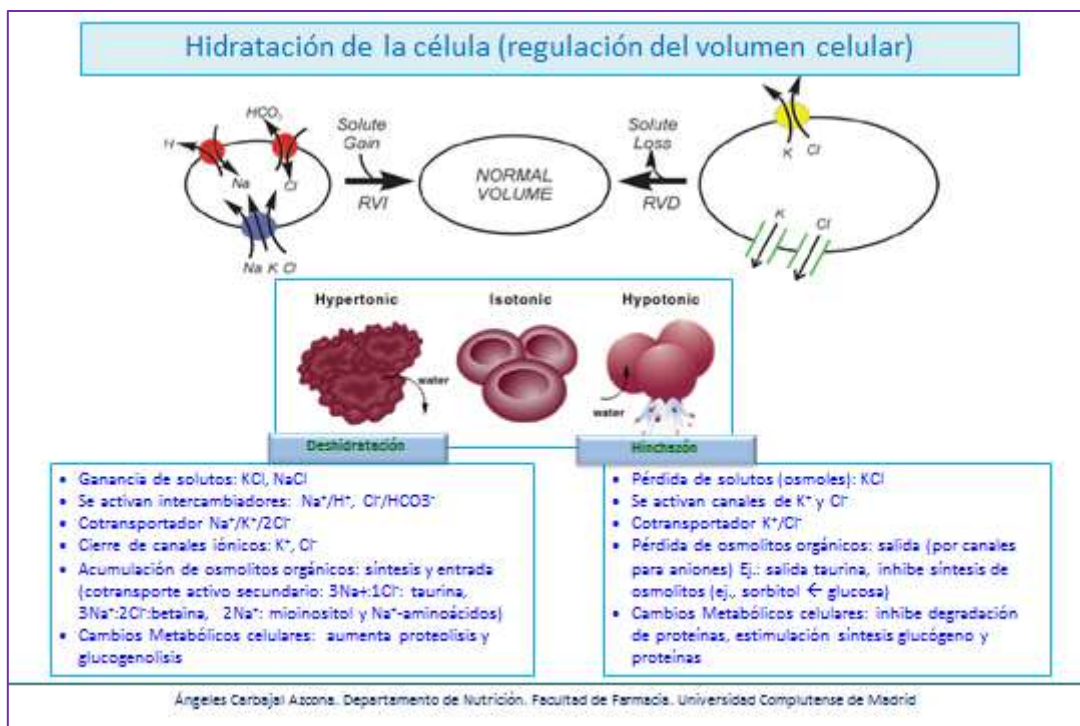 Hidratación de la célula (regulación del volumen celular)
HCO₃
H
Na
Cl
Na K Cl
Solute
Gain
RVI
NORMAL
VOLUME
Solute
Loss
RVD
K
Cl
K
Cl
Hypertonic
Isotonic
Hypotonic
water
water
Deshidratación
Hinchazón
• Ganancia de solutos: KCl, NaCl
• Se activan intercambiadores: Na⁺/H⁺, Cl⁻/HCO3⁻
• Cotransportador Na⁺/K⁺/2Cl⁻
• Cierre de canales iónicos: K⁺, Cl⁻
• Acumulación de osmolitos orgánicos: síntesis y entrada
(cotransporte activo secundario: 3Na+:1Cl⁻: taurina,
3Na⁺:2Cl⁻:betaina, 2Na⁺: mioinositol y Na⁺-aminoácidos)
• Cambios Metabólicos celulares: aumenta proteolisis y
glucogenolisis
• Pérdida de solutos (osmoles): KCl
• Se activan canales de K⁺ y Cl⁻
• Cotransportador K⁺/Cl⁻
• Pérdida de osmolitos orgánicos: salida (por canales
para aniones) Ej.: salida taurina, inhibe síntesis de
osmolitos (ej., sorbitol ← glucosa)
• Cambios Metabólicos celulares: inhibe degradación
de proteínas, estimulación síntesis glucógeno y
proteínas
Ángeles Carbajal Azcona. Departamento de Nutrición. Facultad de Farmacia. Universidad Complutense de Madrid